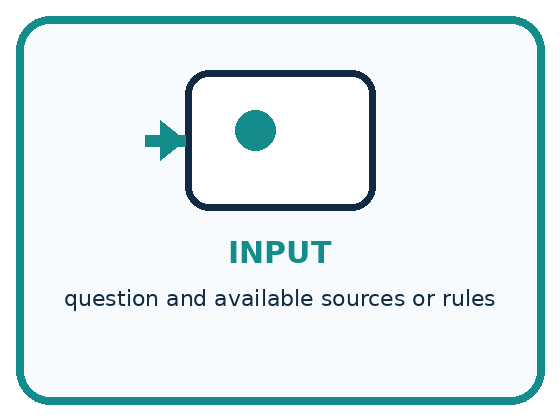 INPUT
question and available sources or rules